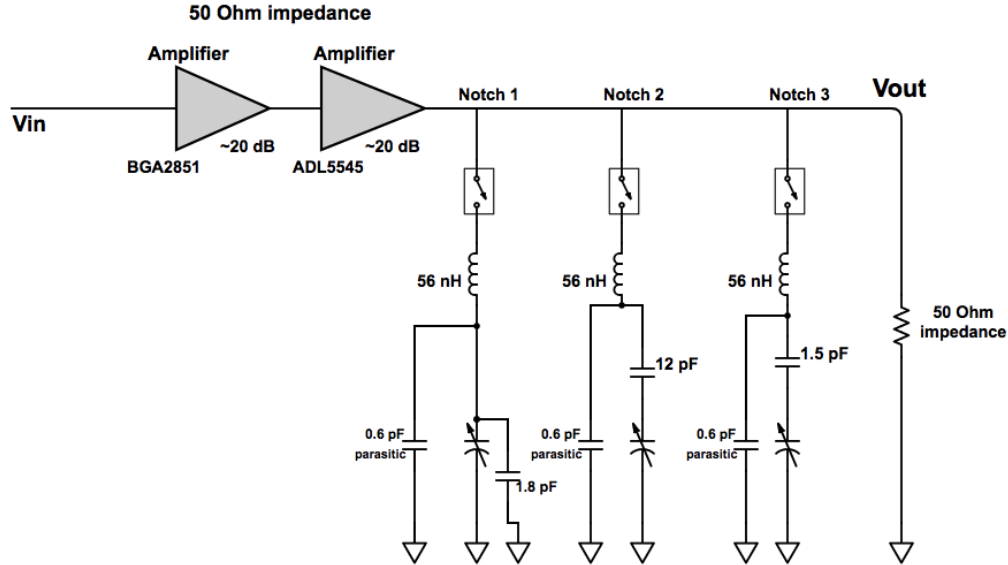 50 Ohm impedance
Amplifier
Amplifier
Notch 1
Notch 2
Notch 3
Vout
Vin
~20 dB
~20 dB
BGA2851
ADL5545
56 nH
56 nH
56 nH
50 Ohm
impedance
12 pF
1.5 pF
0.6 pF
parasitic
0.6 pF
parasitic
0.6 pF
parasitic
1.8 pF